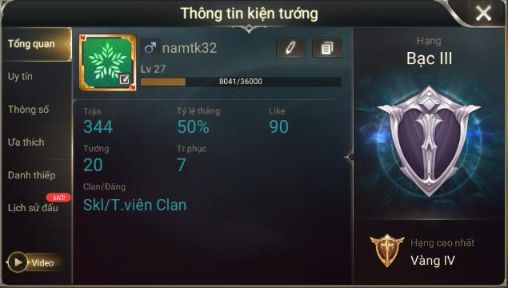 Thông tin kiện tướng
Tổng quan
Uy tín
Thông số
Ưa thích
Danh thiếp
Lịch sử đấu
MỚI
Video
namtk32
Lv 27
8041/36000
Trận
Tỷ lệ thắng
Like
344
50%
90
Tướng
Tr.phục
20
7
Clan/Đảng
Skl/T.viên Clan
Hạng
Bạc III
Hạng cao nhất
Vàng IV